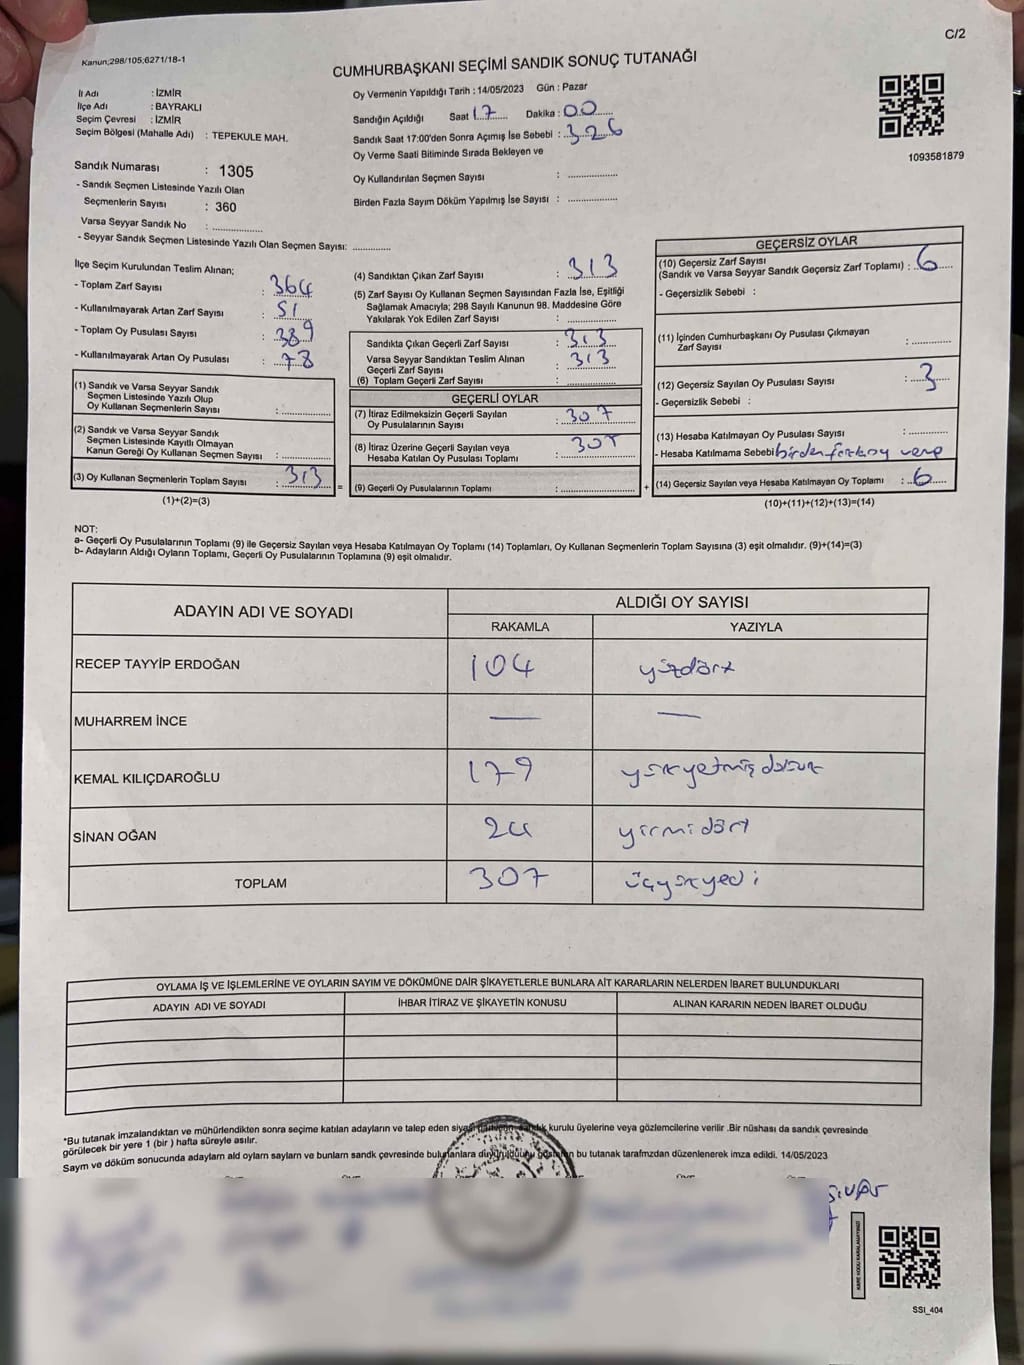 C/2
Kanun;298/105;6271/18-1
CUMHURBAŞKANI SEÇİMİ SANDIK SONUÇ TUTANAĞI
İl Adı : İZMİR
İlçe Adı : BAYRAKLI
Seçim Çevresi : İZMİR
Seçim Bölgesi (Mahalle Adı) : TEPEKULE MAH.
Oy Vermenin Yapıldığı Tarih : 14/05/2023 Gün : Pazar
Sandığın Açıldığı Saat 17 Dakika : 00
Sandık Saat 17:00'den Sonra Açımış İse Sebebi : 326
Oy Verme Saati Bitiminde Sırada Bekleyen ve
Oy Kullandırılan Seçmen Sayısı :
Birden Fazla Sayım Döküm Yapılmış İse Sayısı :
1093581879
Sandık Numarası : 1305
- Sandık Seçmen Listesinde Yazılı Olan
Seçmenlerin Sayısı : 360
Varsa Seyyar Sandık No :
- Seyyar Sandık Seçmen Listesinde Yazılı Olan Seçmen Sayısı:
İlçe Seçim Kurulundan Teslim Alınan;
- Toplam Zarf Sayısı : 364
- Kullanılmayarak Artan Zarf Sayısı : 51
- Toplam Oy Pusulası Sayısı : 389
- Kullanılmayarak Artan Oy Pusulası : 78
(1) Sandık ve Varsa Seyyar Sandık
Seçmen Listesinde Yazılı Olup
Oy Kullanan Seçmenlerin Sayısı :
(2) Sandık ve Varsa Seyyar Sandık
Seçmen Listesinde Kayıtlı Olmayan
Kanun Gereği Oy Kullanan Seçmen Sayısı :
(3) Oy Kullanan Seçmenlerin Toplam Sayısı : 313
(1)+(2)=(3)
(4) Sandıktan Çıkan Zarf Sayısı : 313
(5) Zarf Sayısı Oy Kullanan Seçmen Sayısından Fazla İse, Eşitliği
Sağlamak Amacıyla; 298 Sayılı Kanunun 98. Maddesine Göre
Yakılarak Yok Edilen Zarf Sayısı :
Sandıkta Çıkan Geçerli Zarf Sayısı : 313
Varsa Seyyar Sandıktan Teslim Alınan
Geçerli Zarf Sayısı : 313
(6) Toplam Geçerli Zarf Sayısı :
GEÇERLİ OYLAR
(7) İtiraz Edilmeksizin Geçerli Sayılan
Oy Pusulalarının Sayısı : 307
(8) İtiraz Üzerine Geçerli Sayılan veya
Hesaba Katılan Oy Pusulası Toplamı
(9) Geçerli Oy Pusulalarının Toplamı :
=
+
GEÇERSİZ OYLAR
(10) Geçersiz Zarf Sayısı
(Sandık ve Varsa Seyyar Sandık Geçersiz Zarf Toplamı) : 6
- Geçersizlik Sebebi :
(11) İçinden Cumhurbaşkanı Oy Pusulası Çıkmayan
Zarf Sayısı :
(12) Geçersiz Sayılan Oy Pusulası Sayısı : 3
- Geçersizlik Sebebi :
(13) Hesaba Katılmayan Oy Pusulası Sayısı :
- Hesaba Katılmama Sebebi
(14) Geçersiz Sayılan veya Hesaba Katılmayan Oy Toplamı : 6
(10)+(11)+(12)+(13)=(14)
NOT:
a- Geçerli Oy Pusulalarının Toplamı (9) ile Geçersiz Sayılan veya Hesaba Katılmayan Oy Toplamı (14) Toplamları, Oy Kullanan Seçmenlerin Toplam Sayısına (3) eşit olmalıdır. (9)+(14)=(3)
b- Adayların Aldığı Oyların Toplamı, Geçerli Oy Pusulalarının Toplamına (9) eşit olmalıdır.
ADAYIN ADI VE SOYADI
ALDIĞI OY SAYISI
RAKAMLA YAZIYLA
RECEP TAYYİP ERDOĞAN 104 yüzdört
MUHARREM İNCE — —
KEMAL KILIÇDAROĞLU 179 yüzyetmiş dokuz
SİNAN OĞAN 24 yirmidört
TOPLAM 307 üçyüzyedi
OYLAMA İŞ VE İŞLEMLERİNE VE OYLARIN SAYIM VE DÖKÜMÜNE DAİR ŞİKAYETLERLE BUNLARA AİT KARARLARIN NELERDEN İBARET BULUNDUKLARI
ADAYIN ADI VE SOYADI İHBAR İTİRAZ VE ŞİKAYETİN KONUSU ALINAN KARARIN NEDEN İBARET OLDUĞU
*Bu tutanak imzalandıktan ve mühürlendikten sonra seçime katılan adayların ve talep eden siyasi partilerin sandık kurulu üyelerine veya gözlemcilerine verilir .Bir nüshası da sandık çevresinde
görülecek bir yere 1 (bir ) hafta süreyle asılır.
Sayım ve döküm sonucunda adayların ald oylarn saylarn ve bunlarn sandk çevresinde bulunanlara duyurulduğunu gösteren bu tutanak tarafmzdan düzenlenerek imza edildi. 14/05/2023
SSI_404